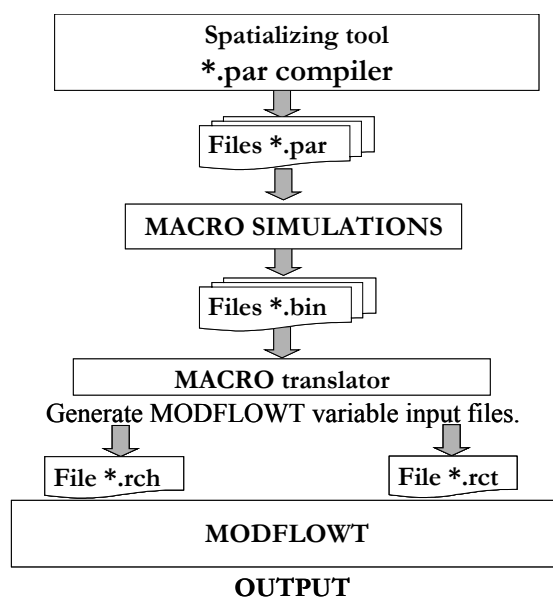 Spatializing tool
*.par compiler
Files *.par
MACRO SIMULATIONS
Files *.bin
MACRO translator
Generate MODFLOWT variable input files.
File *.rch
File *.rct
MODFLOWT
OUTPUT